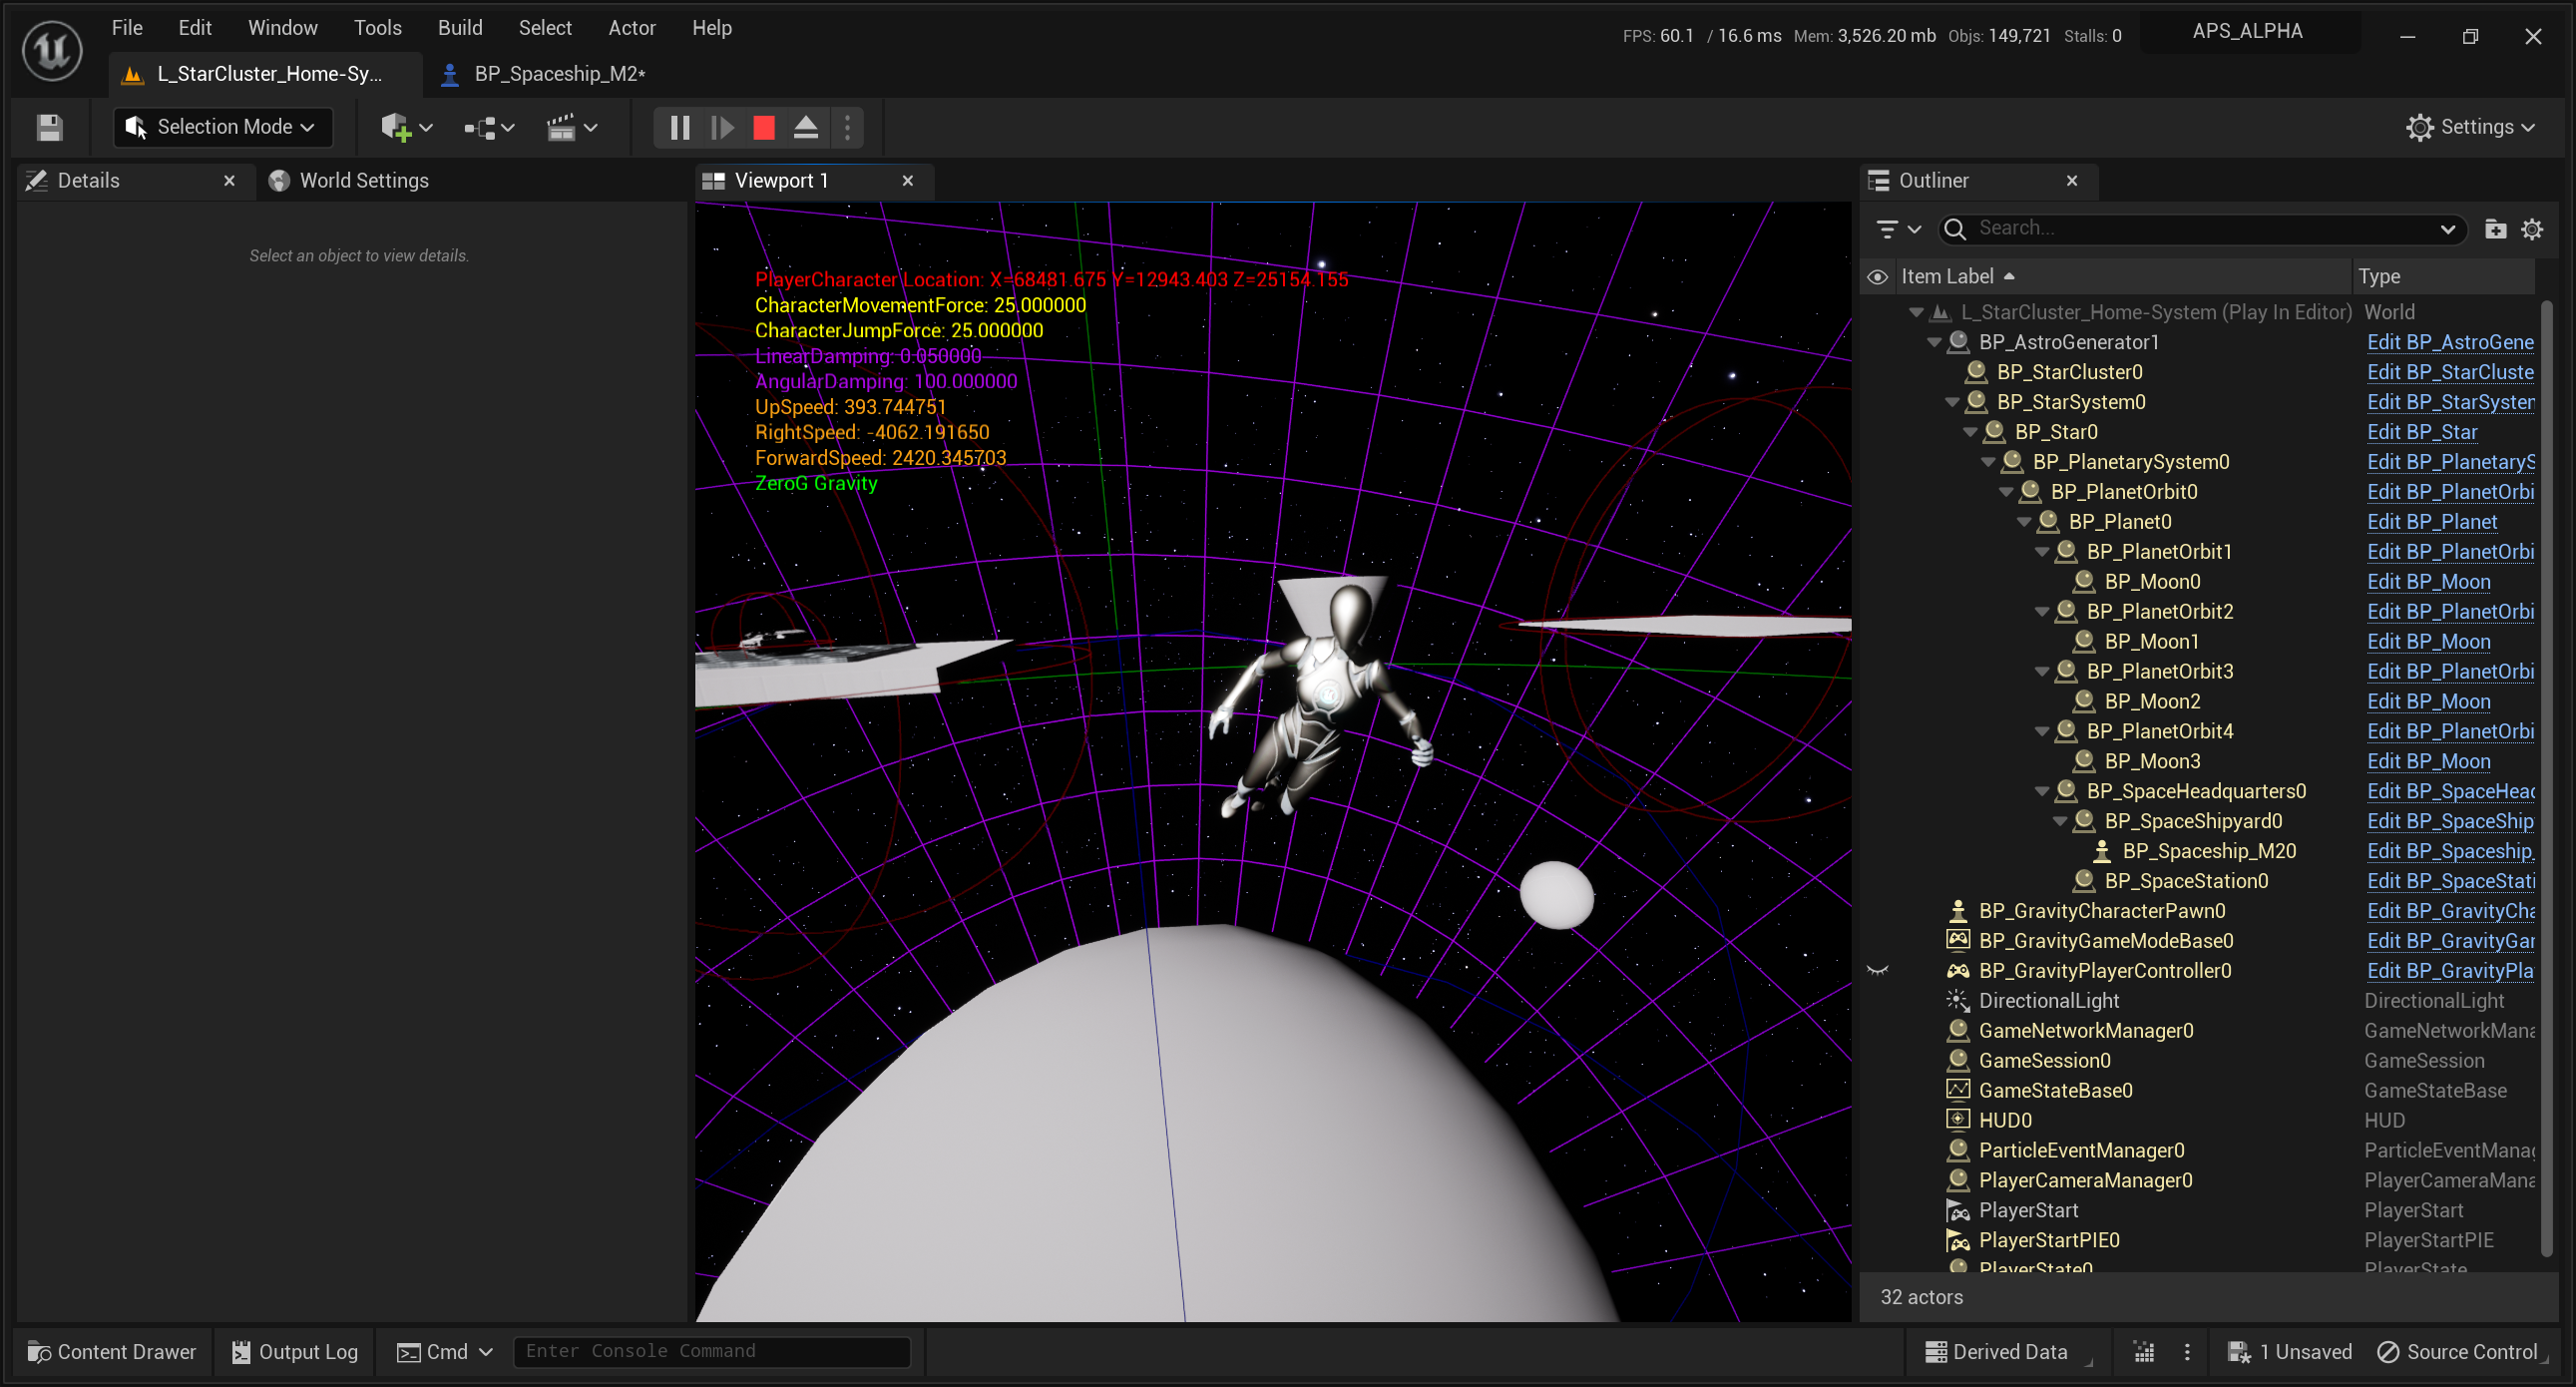 File Edit Window Tools Build Select Actor Help
FPS: 60.1 / 16.6 ms Mem: 3,526.20 mb Objs: 149,721 Stalls: 0
APS_ALPHA
L_StarCluster_Home-Sy...
BP_Spaceship_M2*
Selection Mode
Settings
Details
World Settings
Viewport 1
Outliner
Select an object to view details.
PlayerCharacter Location: X=68481.675 Y=12943.403 Z=25154.155
CharacterMovementForce: 25.000000
CharacterJumpForce: 25.000000
LinearDamping: 0.050000
AngularDamping: 100.000000
UpSpeed: 393.744751
RightSpeed: -4062.191650
ForwardSpeed: 2420.345703
ZeroG Gravity
Search...
Item Label Type
L_StarCluster_Home-System (Play In Editor) World
BP_AstroGenerator1 Edit BP_AstroGene
BP_StarCluster0 Edit BP_StarCluste
BP_StarSystem0 Edit BP_StarSystem
BP_Star0 Edit BP_Star
BP_PlanetarySystem0 Edit BP_PlanetaryS
BP_PlanetOrbit0 Edit BP_PlanetOrbi
BP_Planet0 Edit BP_Planet
BP_PlanetOrbit1 Edit BP_PlanetOrbi
BP_Moon0 Edit BP_Moon
BP_PlanetOrbit2 Edit BP_PlanetOrbi
BP_Moon1 Edit BP_Moon
BP_PlanetOrbit3 Edit BP_PlanetOrbi
BP_Moon2 Edit BP_Moon
BP_PlanetOrbit4 Edit BP_PlanetOrbi
BP_Moon3 Edit BP_Moon
BP_SpaceHeadquarters0 Edit BP_SpaceHead
BP_SpaceShipyard0 Edit BP_SpaceShip
BP_Spaceship_M20 Edit BP_Spaceship_
BP_SpaceStation0 Edit BP_SpaceStati
BP_GravityCharacterPawn0 Edit BP_GravityCha
BP_GravityGameModeBase0 Edit BP_GravityGar
BP_GravityPlayerController0 Edit BP_GravityPla
DirectionalLight DirectionalLight
GameNetworkManager0 GameNetworkMana
GameSession0 GameSession
GameStateBase0 GameStateBase
HUD0 HUD
ParticleEventManager0 ParticleEventManag
PlayerCameraManager0 PlayerCameraMana
PlayerStart PlayerStart
PlayerStartPIE0 PlayerStartPIE
PlayerState0 PlayerState
32 actors
Content Drawer
Output Log
Cmd
Enter Console Command
Derived Data
1 Unsaved
Source Control